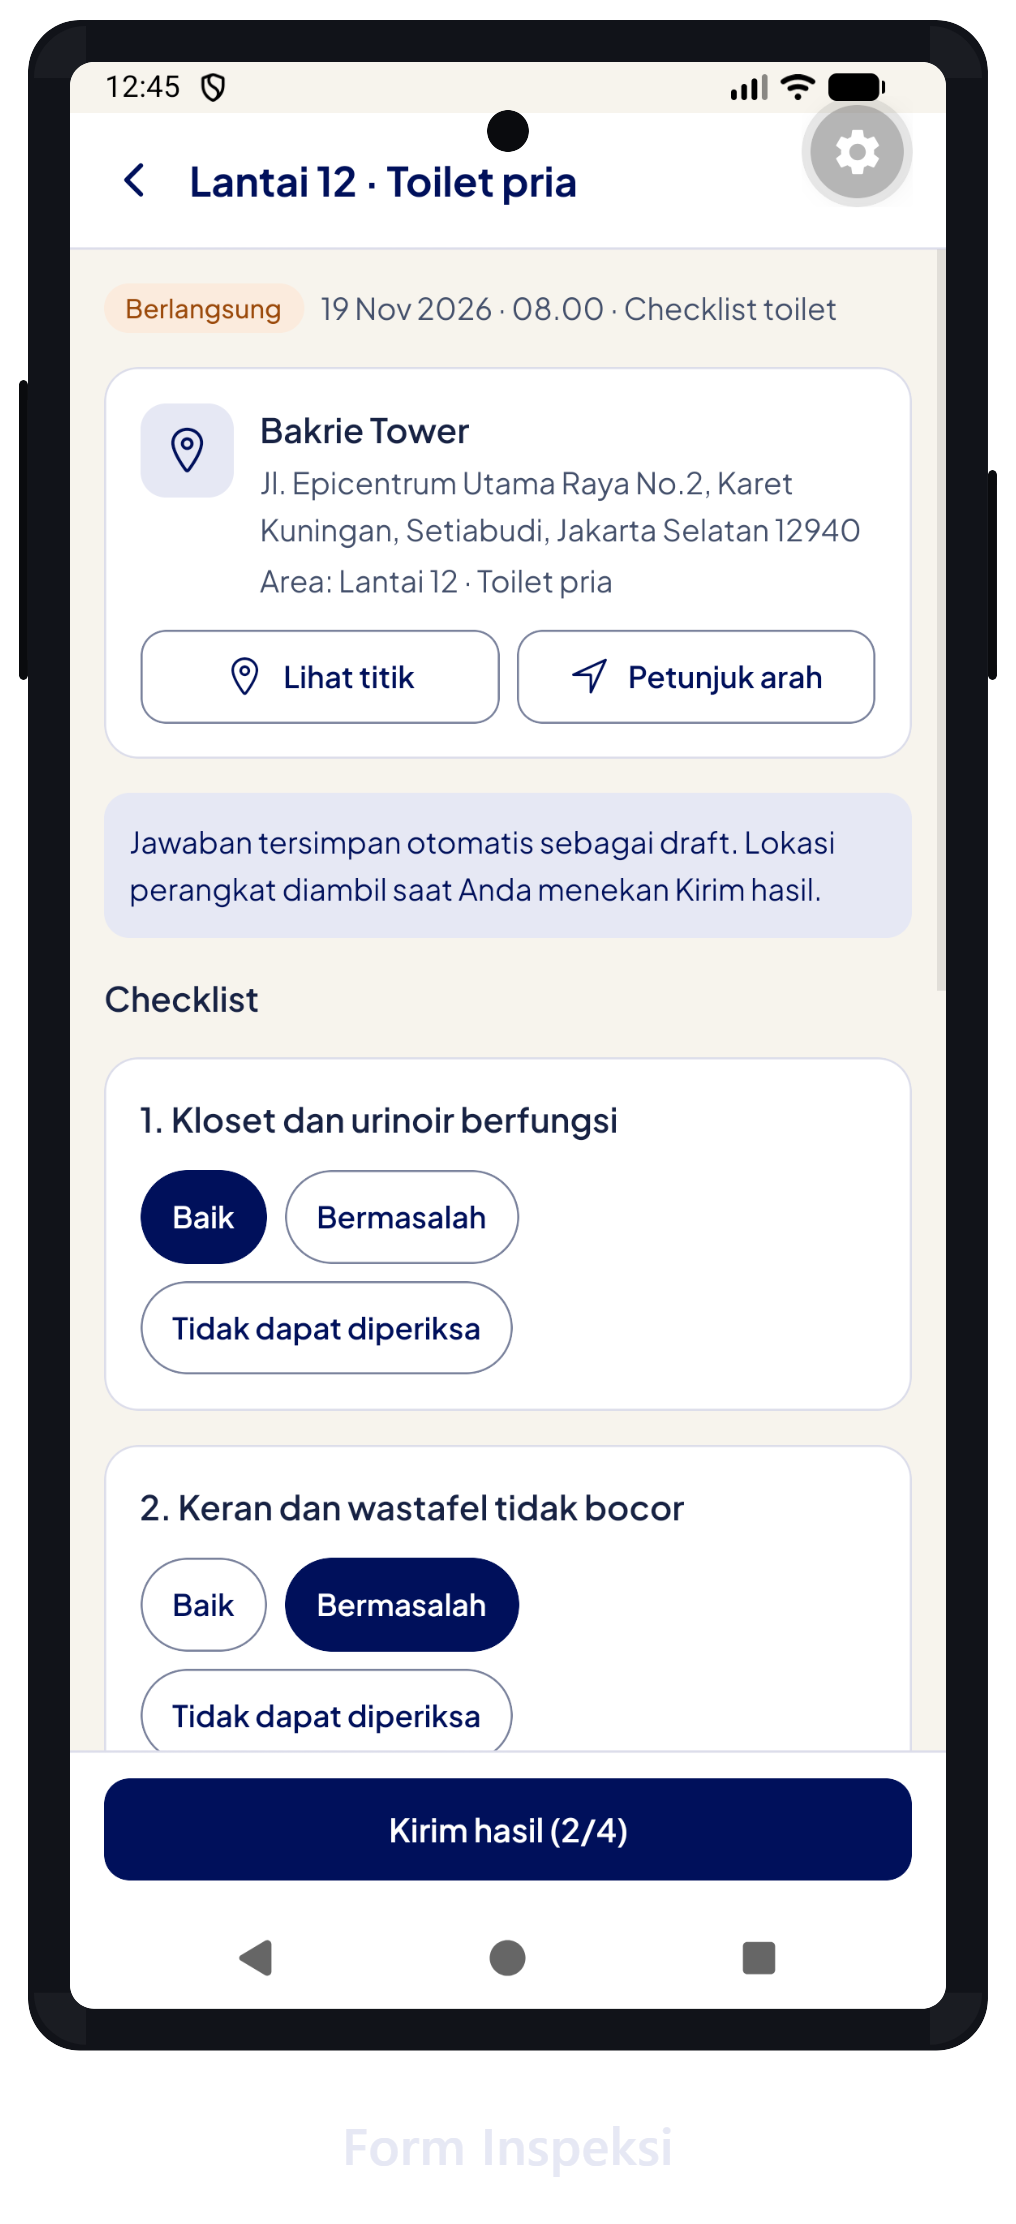 12:45
Lantai 12 · Toilet pria
Berlangsung 19 Nov 2026 · 08.00 · Checklist toilet
Bakrie Tower
Jl. Epicentrum Utama Raya No.2, Karet
Kuningan, Setiabudi, Jakarta Selatan 12940
Area: Lantai 12 · Toilet pria
Lihat titik Petunjuk arah
Jawaban tersimpan otomatis sebagai draft. Lokasi
perangkat diambil saat Anda menekan Kirim hasil.
Checklist
1. Kloset dan urinoir berfungsi
Baik Bermasalah
Tidak dapat diperiksa
2. Keran dan wastafel tidak bocor
Baik Bermasalah
Tidak dapat diperiksa
Kirim hasil (2/4)
Form Inspeksi